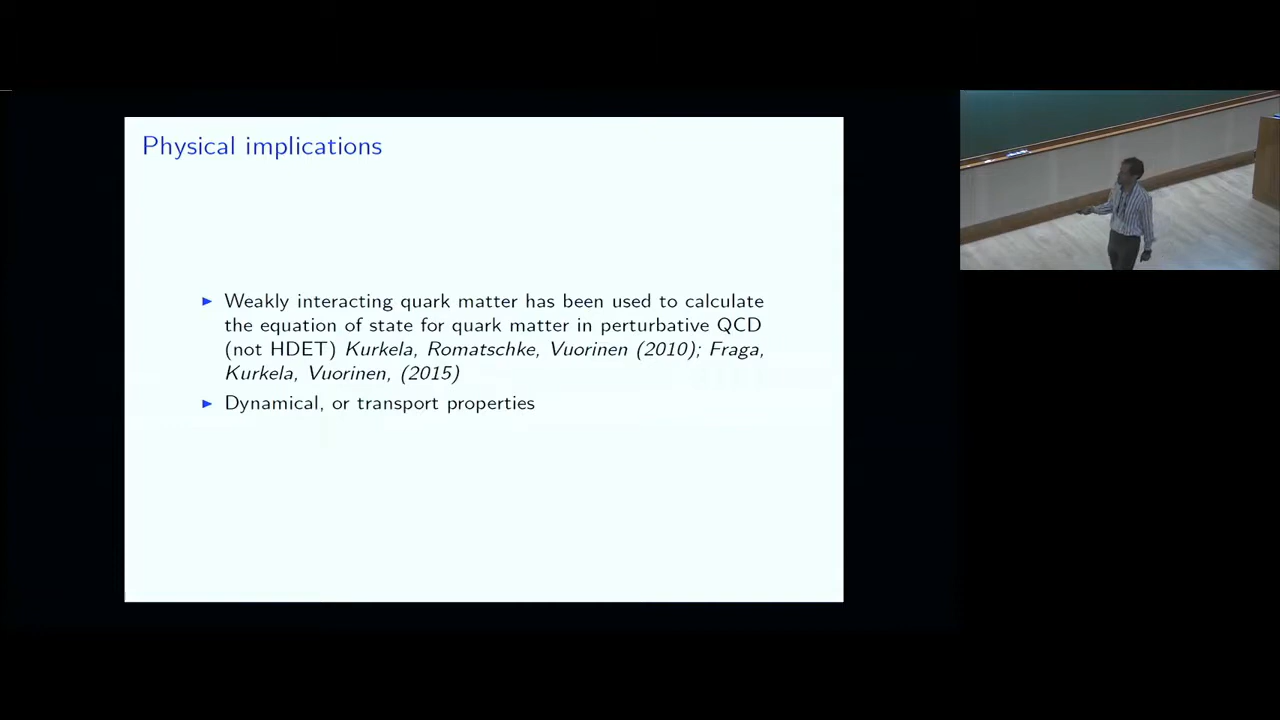 Physical implications
► Weakly interacting quark matter has been used to calculate
the equation of state for quark matter in perturbative QCD
(not HDET) Kurkela, Romatschke, Vuorinen (2010); Fraga,
Kurkela, Vuorinen, (2015)
► Dynamical, or transport properties